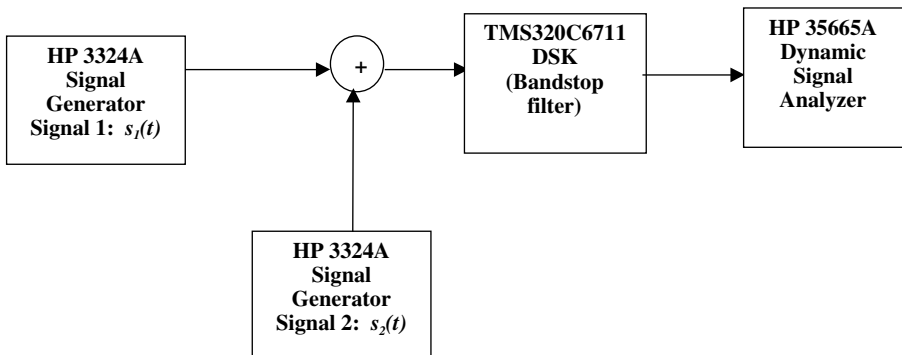 HP 3324A
Signal
Generator
Signal 1: s₁(t)
+
TMS320C6711
DSK
(Bandstop
filter)
HP 35665A
Dynamic
Signal
Analyzer
HP 3324A
Signal
Generator
Signal 2: s₂(t)